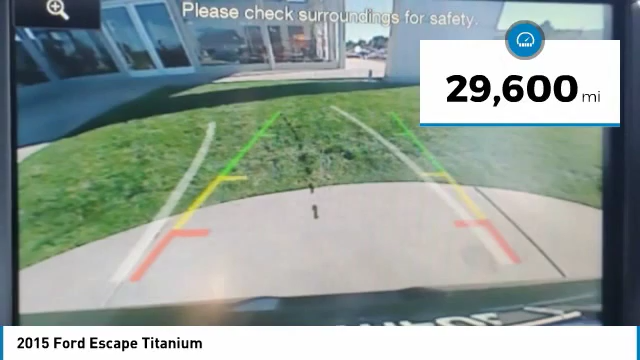 Please check surroundings for safety.
29,600 mi
2015 Ford Escape Titanium